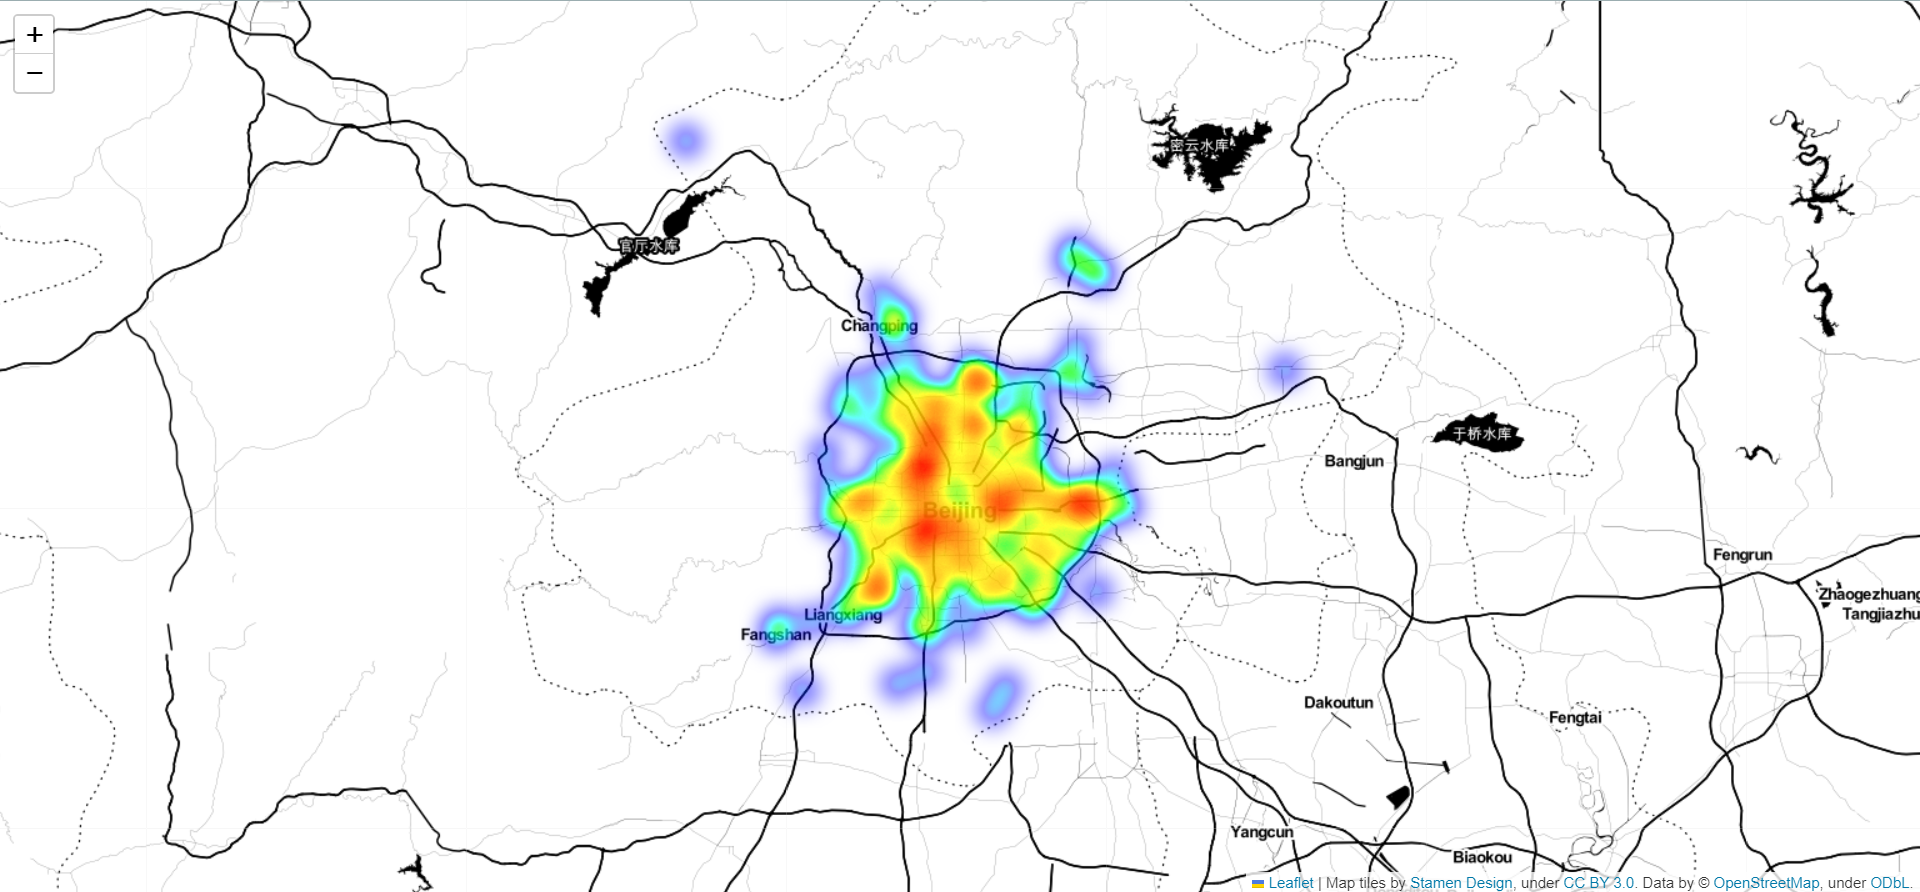 +
−
密云水库
官厅水库
Changping
于桥水库
Bangjun
Beijing
Fengrun
Zhaogezhuang
Liangxiang
Tangjiazhu
Fangshan
Dakoutun
Fengtai
Yangcun
Biaokou
Leaflet | Map tiles by Stamen Design, under CC BY 3.0. Data by © OpenStreetMap, under ODbL.